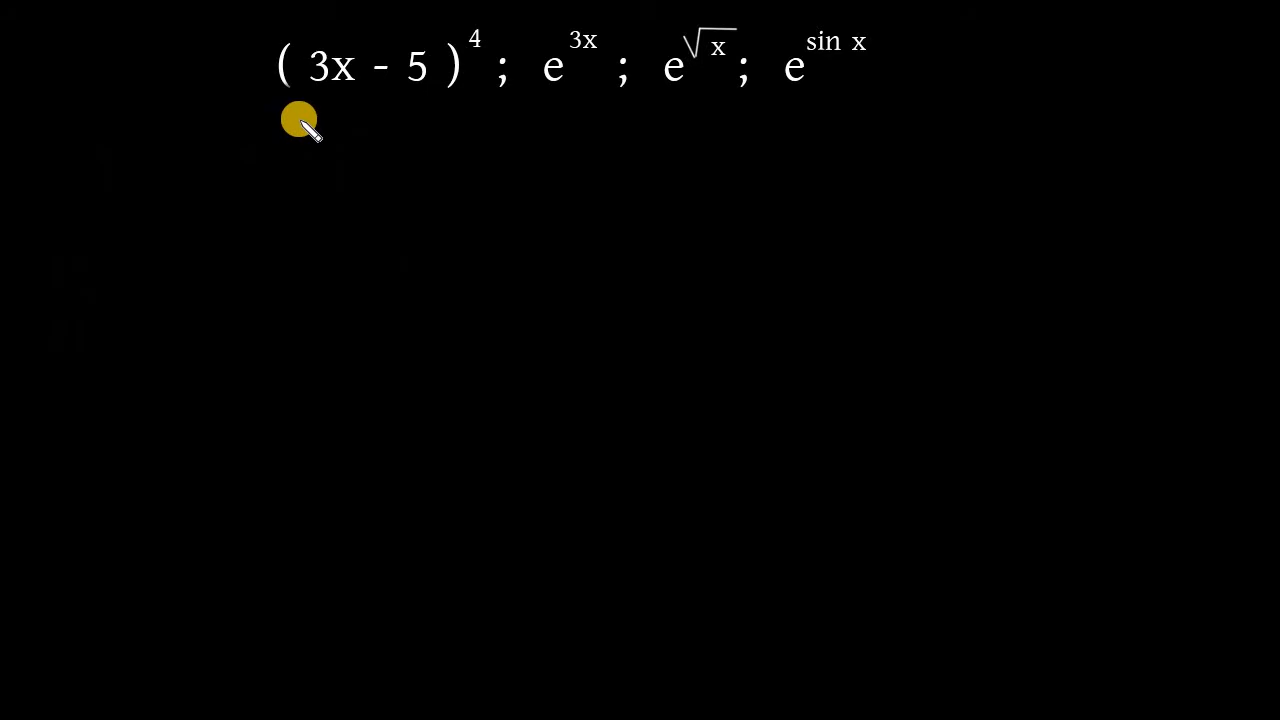 ( 3x - 5 )⁴ ; e³ˣ ; e^√x ; e^sin x